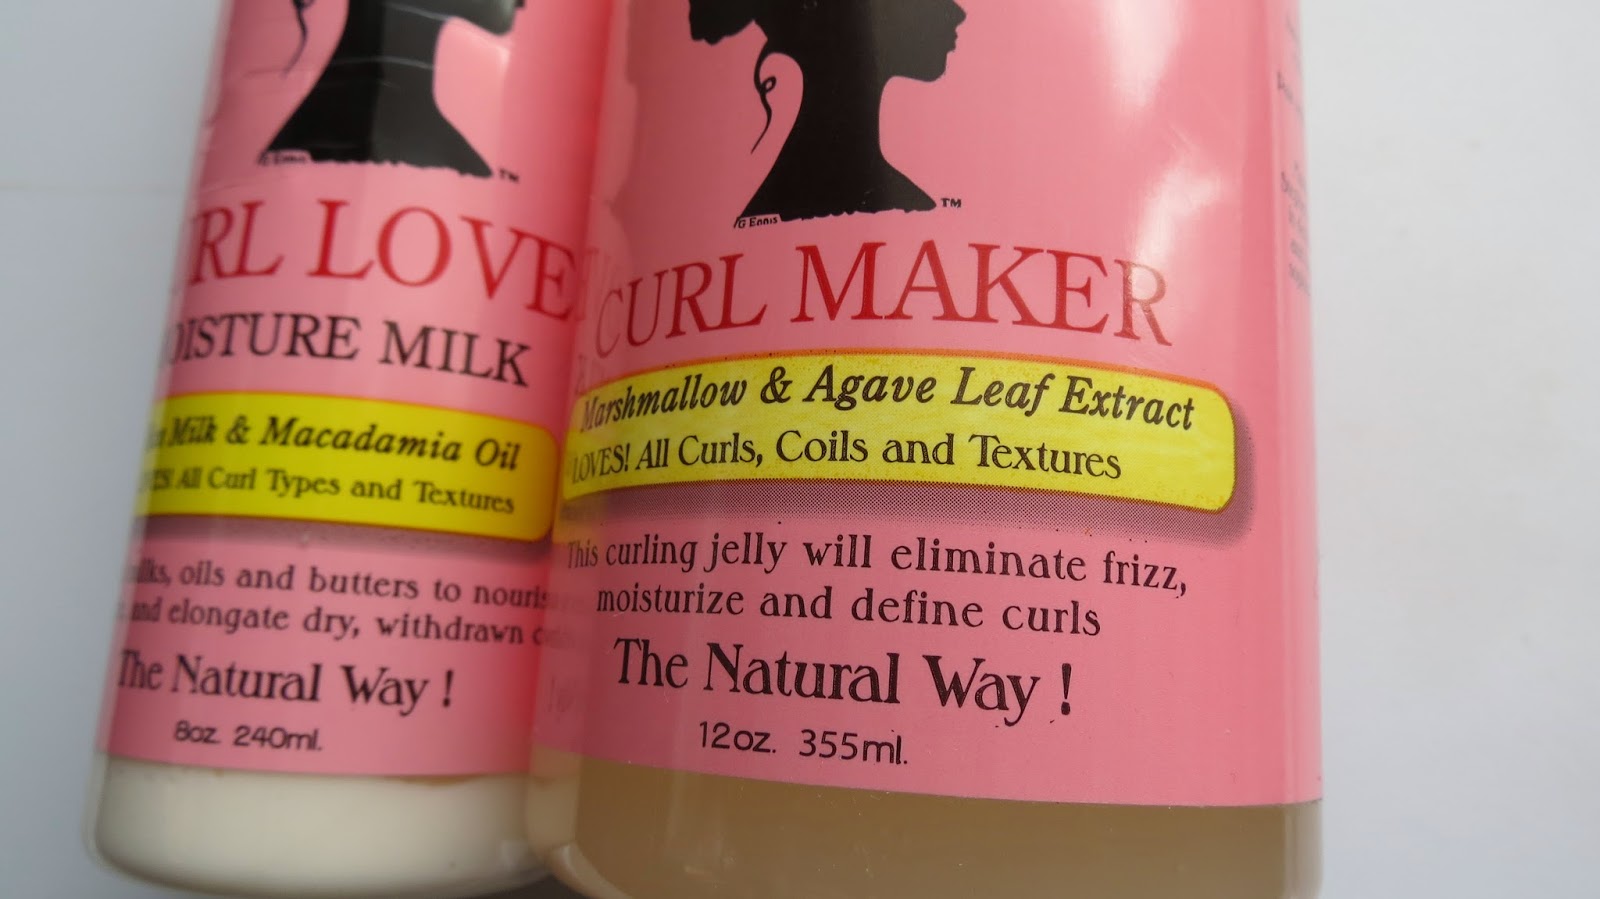 G Ennis
TM
RL LOVE
OISTURE MILK
Milk & Macadamia Oil
All Curl Types and Textures
oils and butters to
and elongate dry, withdrawn
The Natural Way !
8oz. 240ml.
G Ennis
TM
CURL MAKER
Marshmallow & Agave Leaf Extract
LOVES! All Curls, Coils and Textures
This curling jelly will eliminate frizz,
moisturize and define curls
The Natural Way !
12oz. 355ml.